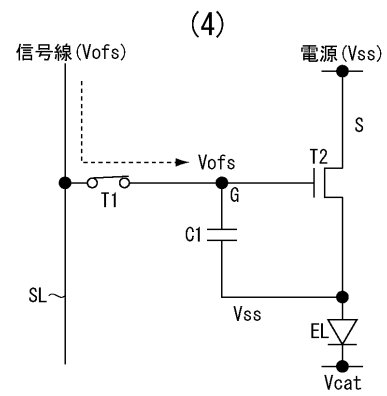 (4)
信号線(Vofs)
電源(Vss)
S
T2
Vofs
G
T1
C1
SL
Vss
EL
Vcat